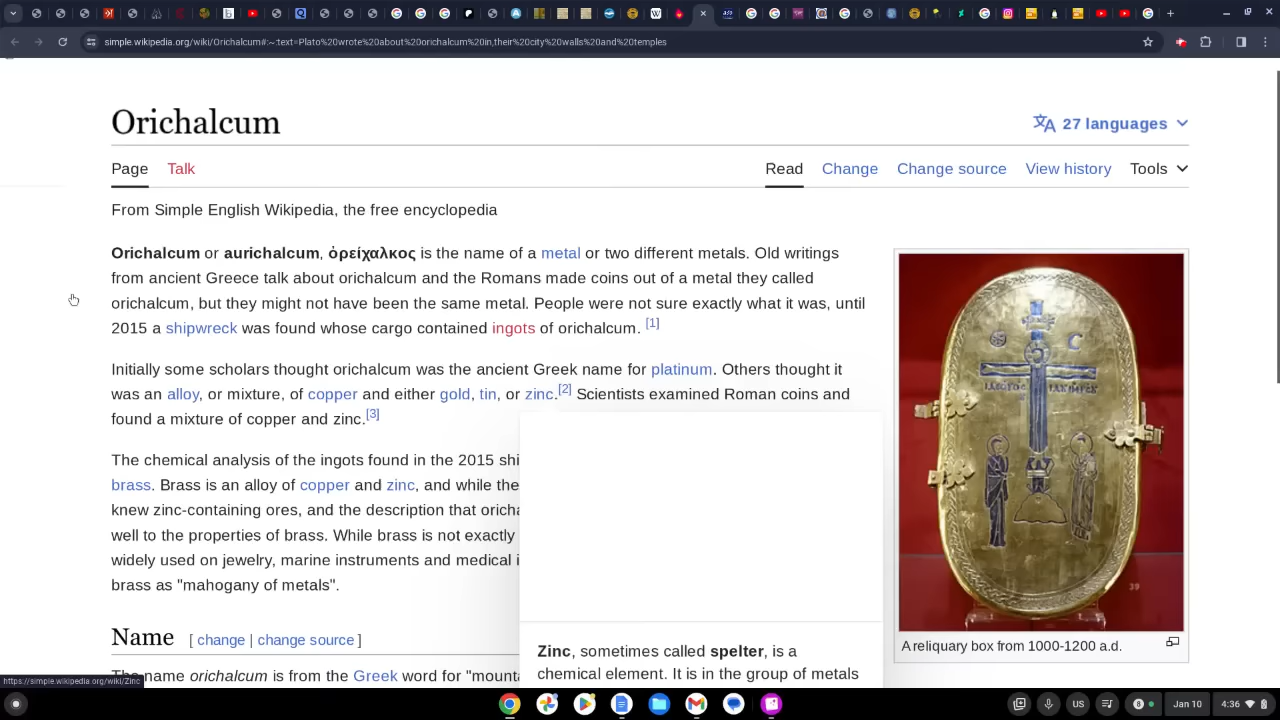 simple.wikipedia.org/wiki/Orichalcum#:~:text=Plato%20wrote%20about%20orichalcum%20in,their%20city%20walls%20and%20temples
Orichalcum
27 languages
Page Talk Read Change Change source View history Tools
From Simple English Wikipedia, the free encyclopedia
Orichalcum or aurichalcum, ὀρείχαλκος is the name of a metal or two different metals. Old writings
from ancient Greece talk about orichalcum and the Romans made coins out of a metal they called
orichalcum, but they might not have been the same metal. People were not sure exactly what it was, until
2015 a shipwreck was found whose cargo contained ingots of orichalcum. [1]
Initially some scholars thought orichalcum was the ancient Greek name for platinum. Others thought it
was an alloy, or mixture, of copper and either gold, tin, or zinc.[2] Scientists examined Roman coins and
found a mixture of copper and zinc.[3]
The chemical analysis of the ingots found in the 2015 shi
brass. Brass is an alloy of copper and zinc, and while the
knew zinc-containing ores, and the description that oricha
well to the properties of brass. While brass is not exactly
widely used on jewelry, marine instruments and medical i
brass as "mahogany of metals".
Name [ change | change source ]
The name orichalcum is from the Greek word for "mounta
Zinc, sometimes called spelter, is a
chemical element. It is in the group of metals
39
A reliquary box from 1000-1200 a.d.
https://simple.wikipedia.org/wiki/Zinc
US
8
Jan 10
4:36